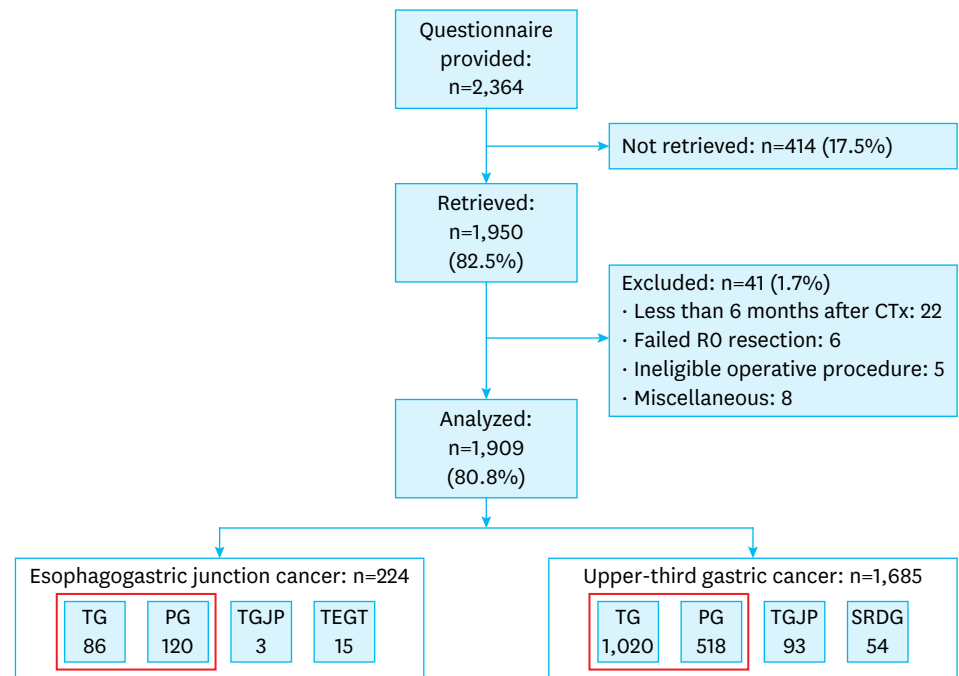 Questionnaire
provided:
n=2,364
Not retrieved: n=414 (17.5%)
Retrieved:
n=1,950
(82.5%)
Excluded: n=41 (1.7%)
· Less than 6 months after CTx: 22
· Failed R0 resection: 6
· Ineligible operative procedure: 5
· Miscellaneous: 8
Analyzed:
n=1,909
(80.8%)
Esophagogastric junction cancer: n=224
TG
86
PG
120
TGJP
3
TEGT
15
Upper-third gastric cancer: n=1,685
TG
1,020
PG
518
TGJP
93
SRDG
54